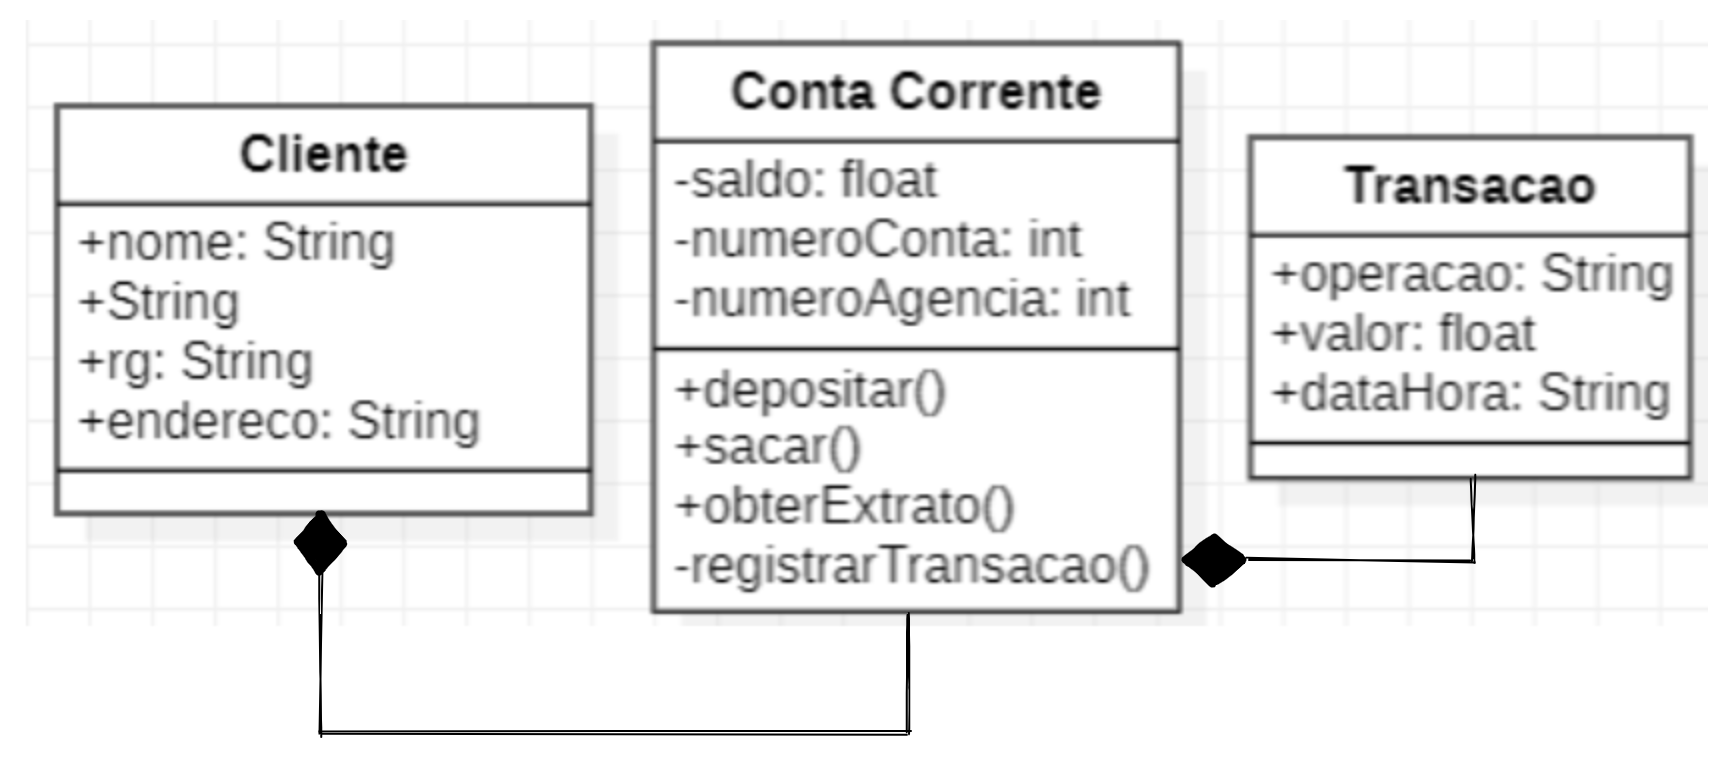 Cliente
+nome: String
+String
+rg: String
+endereco: String
Conta Corrente
-saldo: float
-numeroConta: int
-numeroAgencia: int
+depositar()
+sacar()
+obterExtrato()
-registrarTransacao()
Transacao
+operacao: String
+valor: float
+dataHora: String